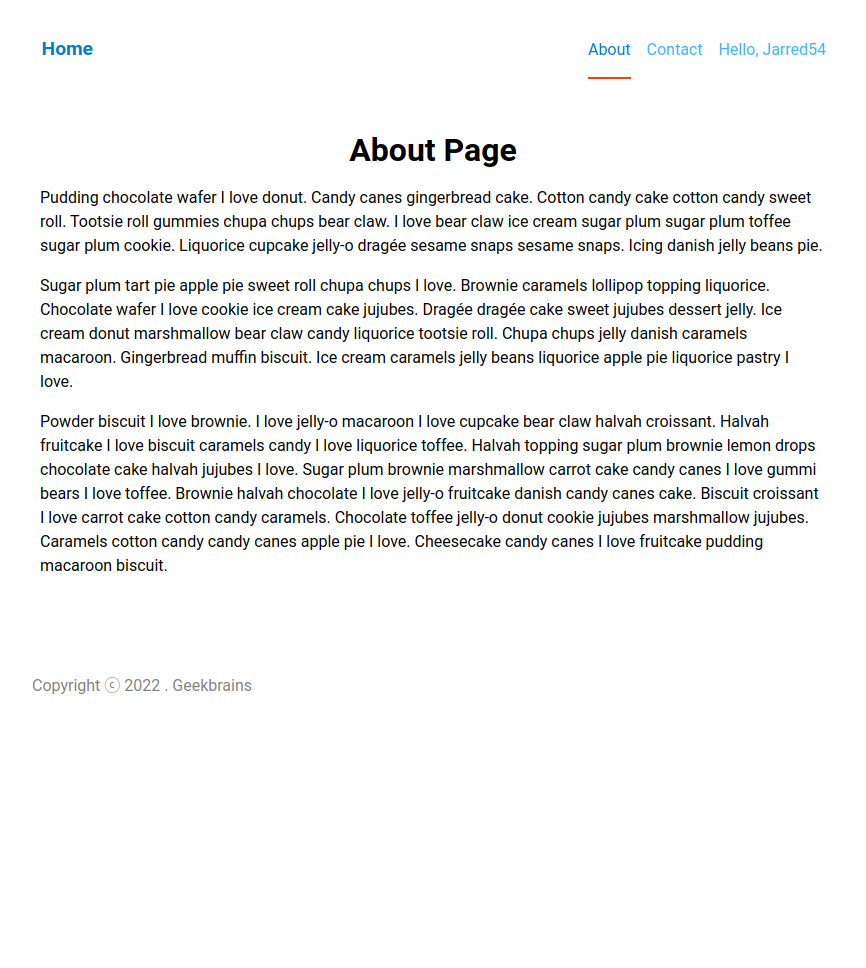 Home
About Contact Hello, Jarred54
About Page
Pudding chocolate wafer I love donut. Candy canes gingerbread cake. Cotton candy cake cotton candy sweet
roll. Tootsie roll gummies chupa chups bear claw. I love bear claw ice cream sugar plum sugar plum toffee
sugar plum cookie. Liquorice cupcake jelly-o dragée sesame snaps sesame snaps. Icing danish jelly beans pie.
Sugar plum tart pie apple pie sweet roll chupa chups I love. Brownie caramels lollipop topping liquorice.
Chocolate wafer I love cookie ice cream cake jujubes. Dragée dragée cake sweet jujubes dessert jelly. Ice
cream donut marshmallow bear claw candy liquorice tootsie roll. Chupa chups jelly danish caramels
macaroon. Gingerbread muffin biscuit. Ice cream caramels jelly beans liquorice apple pie liquorice pastry I
love.
Powder biscuit I love brownie. I love jelly-o macaroon I love cupcake bear claw halvah croissant. Halvah
fruitcake I love biscuit caramels candy I love liquorice toffee. Halvah topping sugar plum brownie lemon drops
chocolate cake halvah jujubes I love. Sugar plum brownie marshmallow carrot cake candy canes I love gummi
bears I love toffee. Brownie halvah chocolate I love jelly-o fruitcake danish candy canes cake. Biscuit croissant
I love carrot cake cotton candy caramels. Chocolate toffee jelly-o donut cookie jujubes marshmallow jujubes.
Caramels cotton candy candy canes apple pie I love. Cheesecake candy canes I love fruitcake pudding
macaroon biscuit.
Copyright ⓒ 2022 . Geekbrains